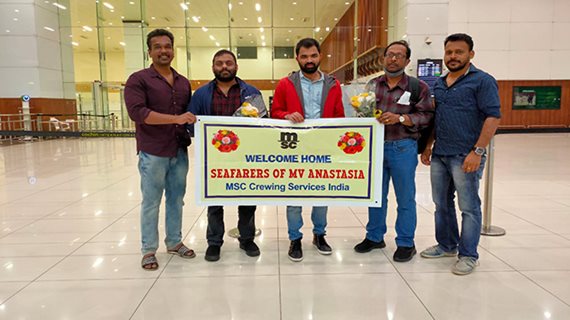 msc
WELCOME HOME
SEAFARERS OF MV ANASTASIA
MSC Crewing Services India